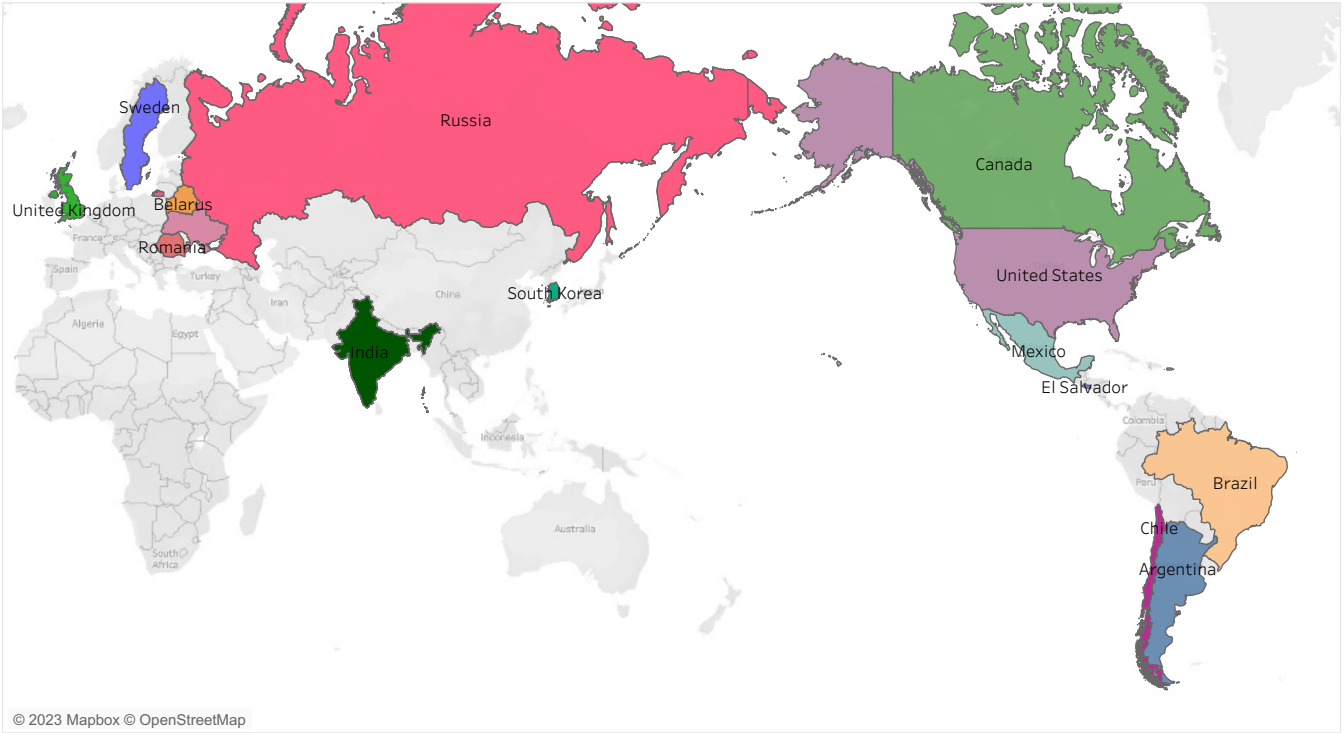 Sweden
Russia
Canada
United Kingdom
Belarus
France
Romania
Spain
Turkey
United States
Iran
China
South Korea
Algeria
Egypt
India
Mexico
El Salvador
Colombia
Indonesia
Peru
Brazil
Australia
Chile
South
Africa
Argentina
© 2023 Mapbox © OpenStreetMap